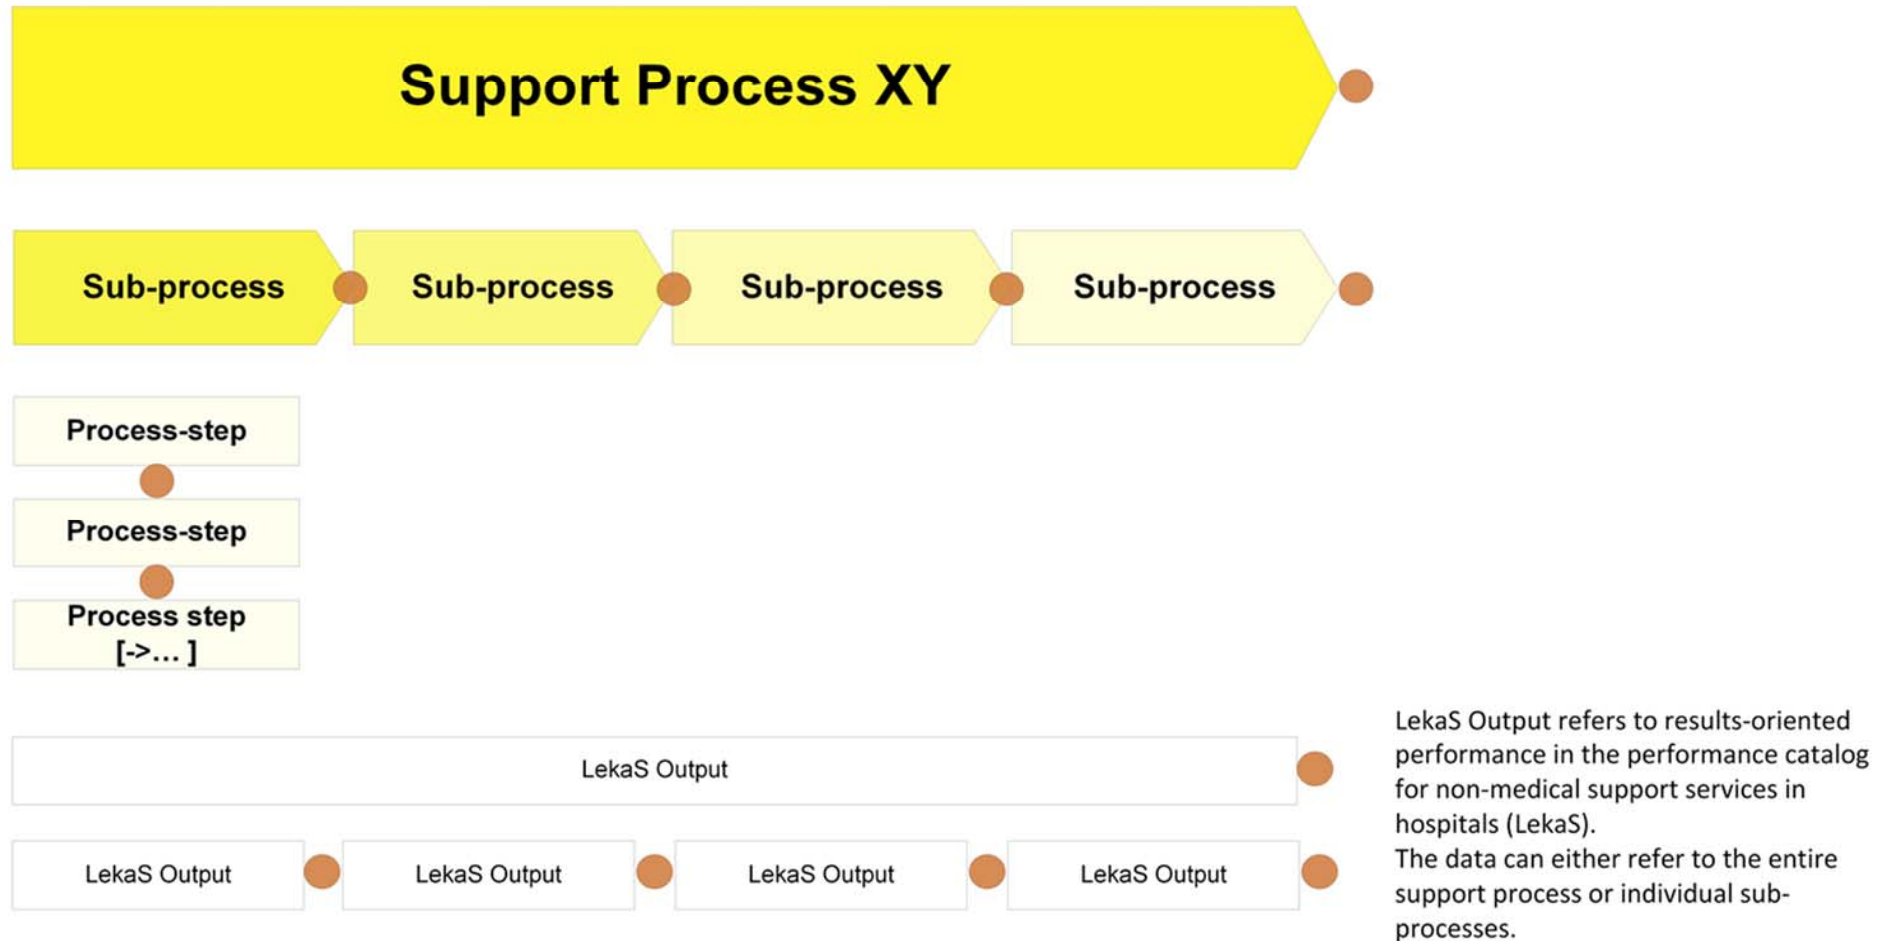 Support Process XY
Sub-process
Sub-process
Sub-process
Sub-process
Process-step
Process-step
Process step
[->... ]
LekaS Output
LekaS Output
LekaS Output
LekaS Output
LekaS Output
LekaS Output refers to results-oriented
performance in the performance catalog
for non-medical support services in
hospitals (LekaS).
The data can either refer to the entire
support process or individual sub-
processes.